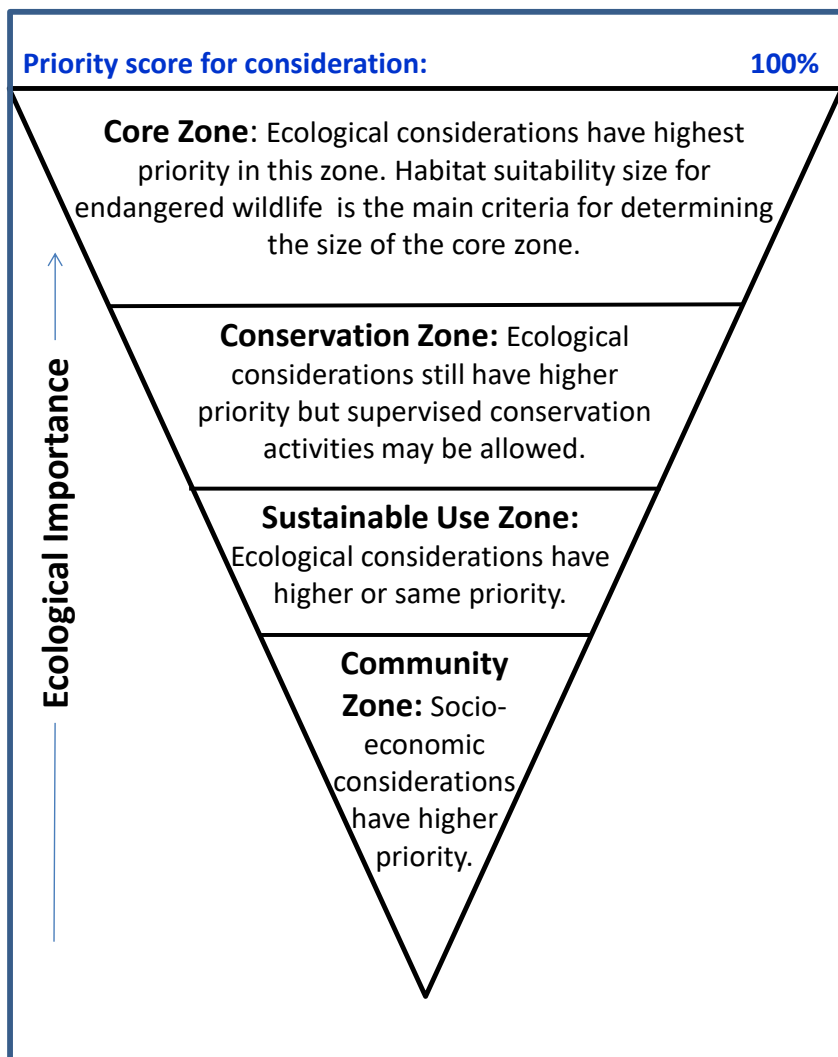 Priority score for consideration: 100%
Core Zone: Ecological considerations have highest
priority in this zone. Habitat suitability size for
endangered wildlife is the main criteria for determining
the size of the core zone.
Conservation Zone: Ecological
considerations still have higher
priority but supervised conservation
activities may be allowed.
Sustainable Use Zone:
Ecological considerations have
higher or same priority.
Community
Zone: Socio-
economic
considerations
have higher
priority.
Ecological Importance